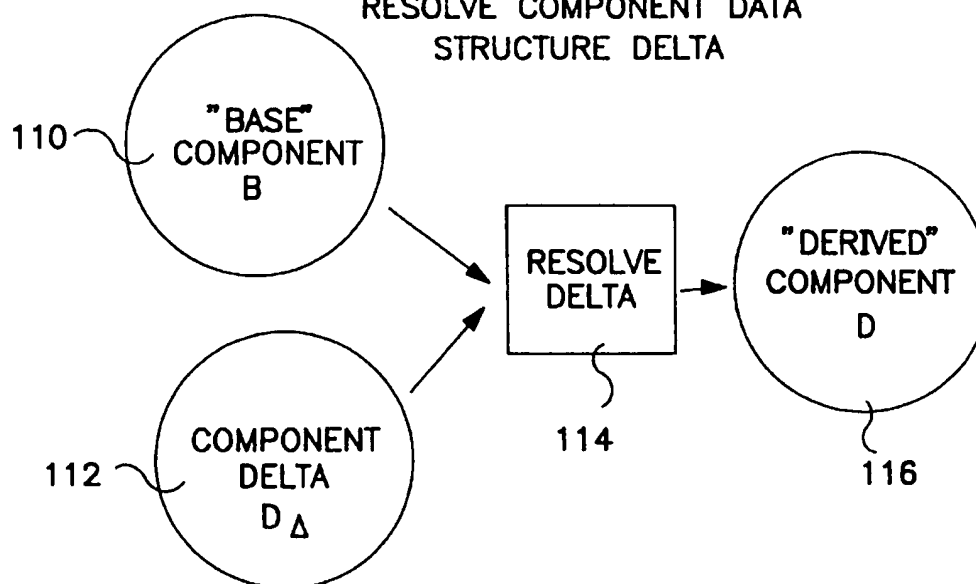 RESOLVE COMPONENT DATA
STRUCTURE DELTA
110
"BASE"
COMPONENT
B
RESOLVE
DELTA
114
"DERIVED"
COMPONENT
D
116
112
COMPONENT
DELTA
D Δ